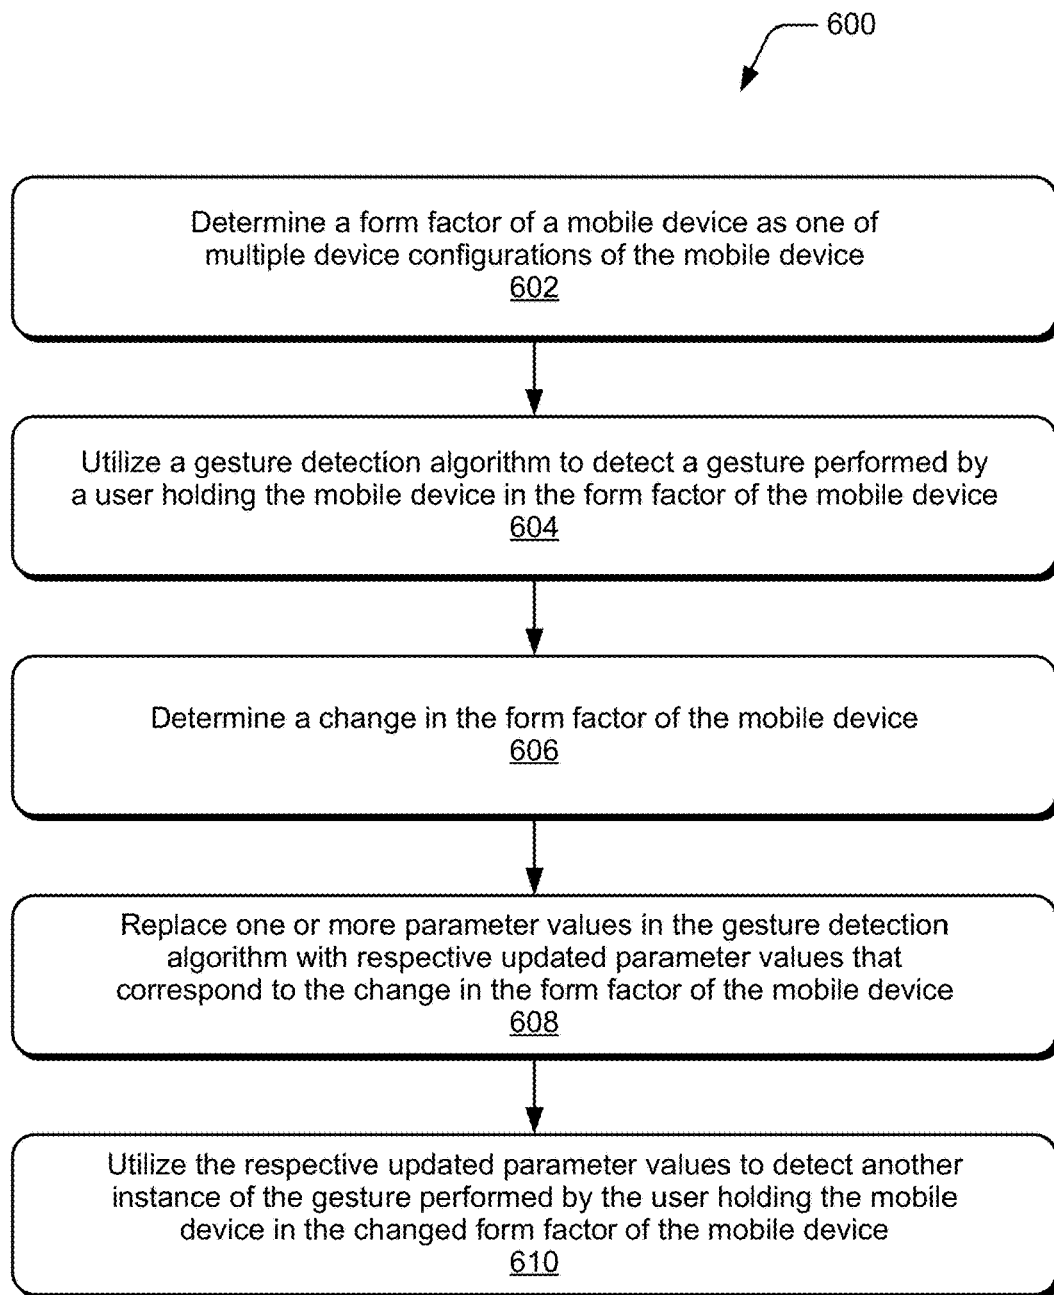 600
Determine a form factor of a mobile device as one of
multiple device configurations of the mobile device
602
Utilize a gesture detection algorithm to detect a gesture performed by
a user holding the mobile device in the form factor of the mobile device
604
Determine a change in the form factor of the mobile device
606
Replace one or more parameter values in the gesture detection
algorithm with respective updated parameter values that
correspond to the change in the form factor of the mobile device
608
Utilize the respective updated parameter values to detect another
instance of the gesture performed by the user holding the mobile
device in the changed form factor of the mobile device
610